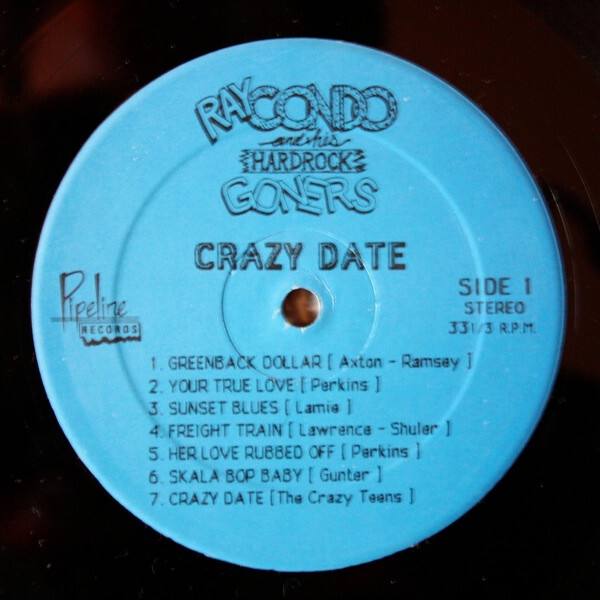 RAY CONDO
and his
HARDROCK
GONERS
CRAZY DATE
Pipeline
RECORDS
SIDE 1
STEREO
33 1/3 R.P.M.
1. GREENBACK DOLLAR [ Axton - Ramsey ]
2. YOUR TRUE LOVE [ Perkins ]
3. SUNSET BLUES [ Lamie ]
4. FREIGHT TRAIN [ Lawrence - Shuler ]
5. HER LOVE RUBBED OFF [ Perkins ]
6. SKALA BOP BABY [ Gunter ]
7. CRAZY DATE [The Crazy Teens ]